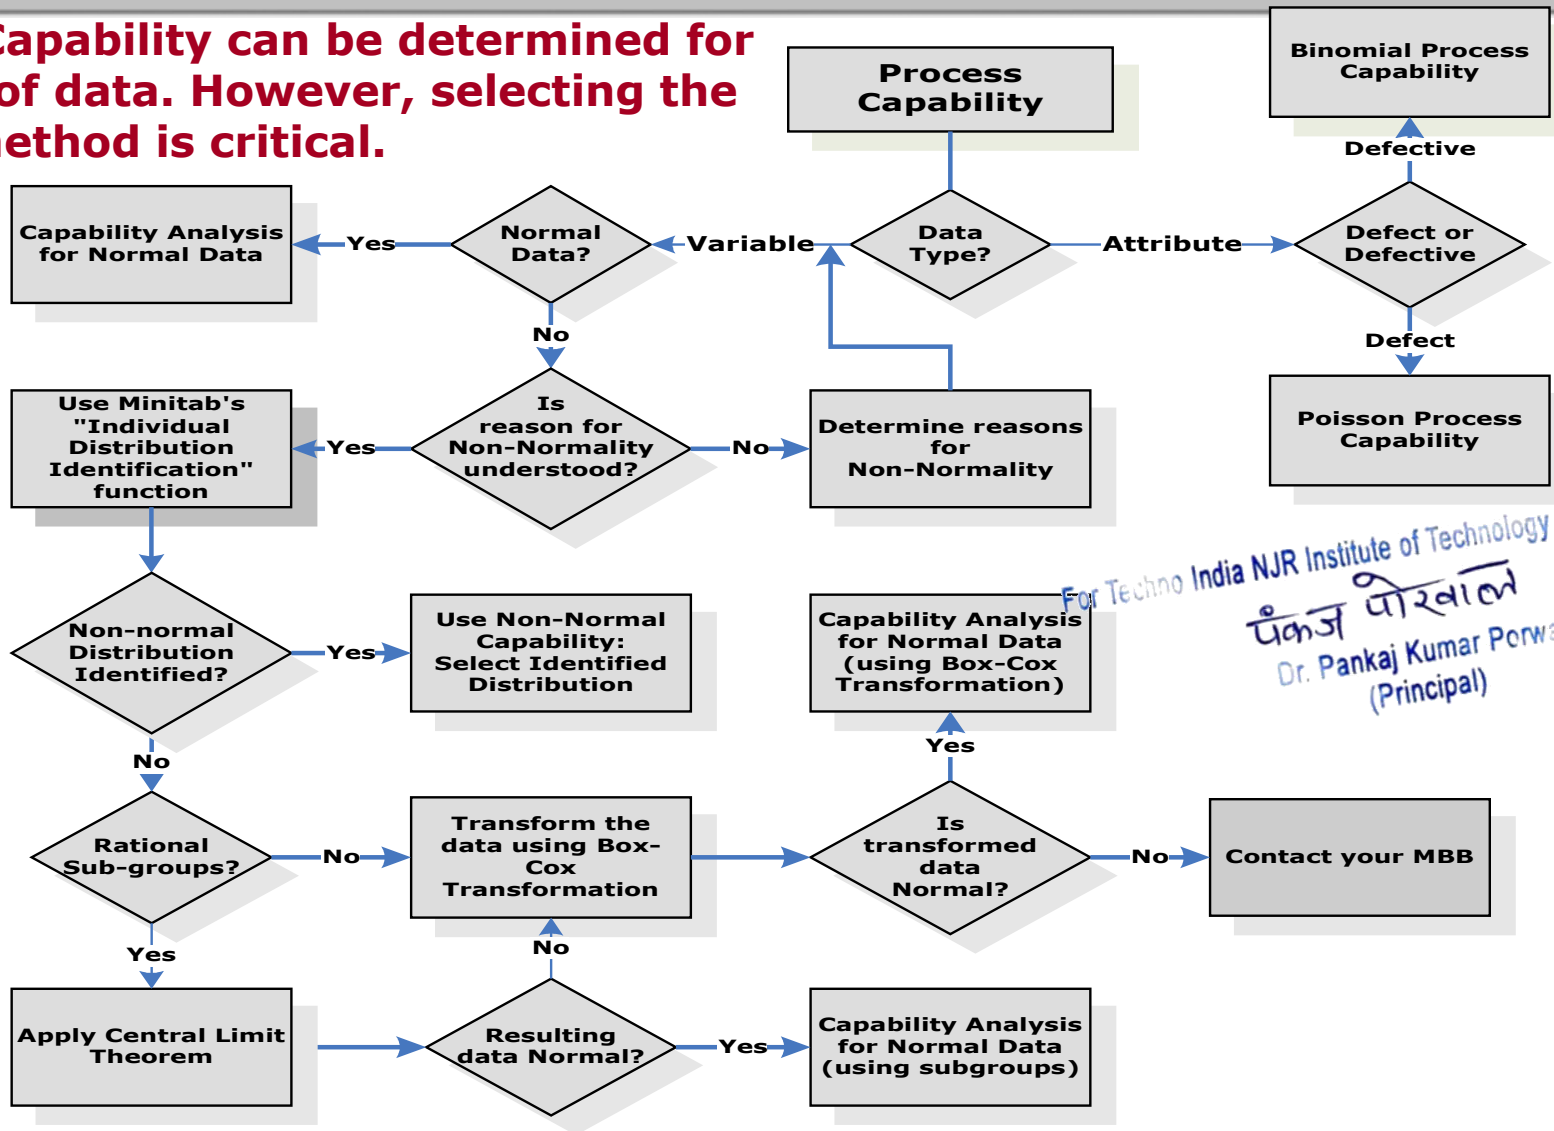 Capability can be determined for
of data. However, selecting the
method is critical.
Process
Capability
Binomial Process
Capability
Defective
Capability Analysis
for Normal Data
Yes
Normal
Data?
Variable
Data
Type?
Attribute
Defect or
Defective
No
Defect
Use Minitab's
"Individual
Distribution
Identification"
function
Yes
Is
reason for
Non-Normality
understood?
No
Determine reasons
for
Non-Normality
Poisson Process
Capability
For Techno India NJR Institute of Technology
पंकज पोरवाल
Dr. Pankaj Kumar Porwa
(Principal)
Non-normal
Distribution
Identified?
Yes
Use Non-Normal
Capability:
Select Identified
Distribution
Capability Analysis
for Normal Data
(using Box-Cox
Transformation)
No
Yes
Rational
Sub-groups?
No
Transform the
data using Box-
Cox
Transformation
Is
transformed
data
Normal?
No
Contact your MBB
Yes
No
Apply Central Limit
Theorem
Resulting
data Normal?
Yes
Capability Analysis
for Normal Data
(using subgroups)